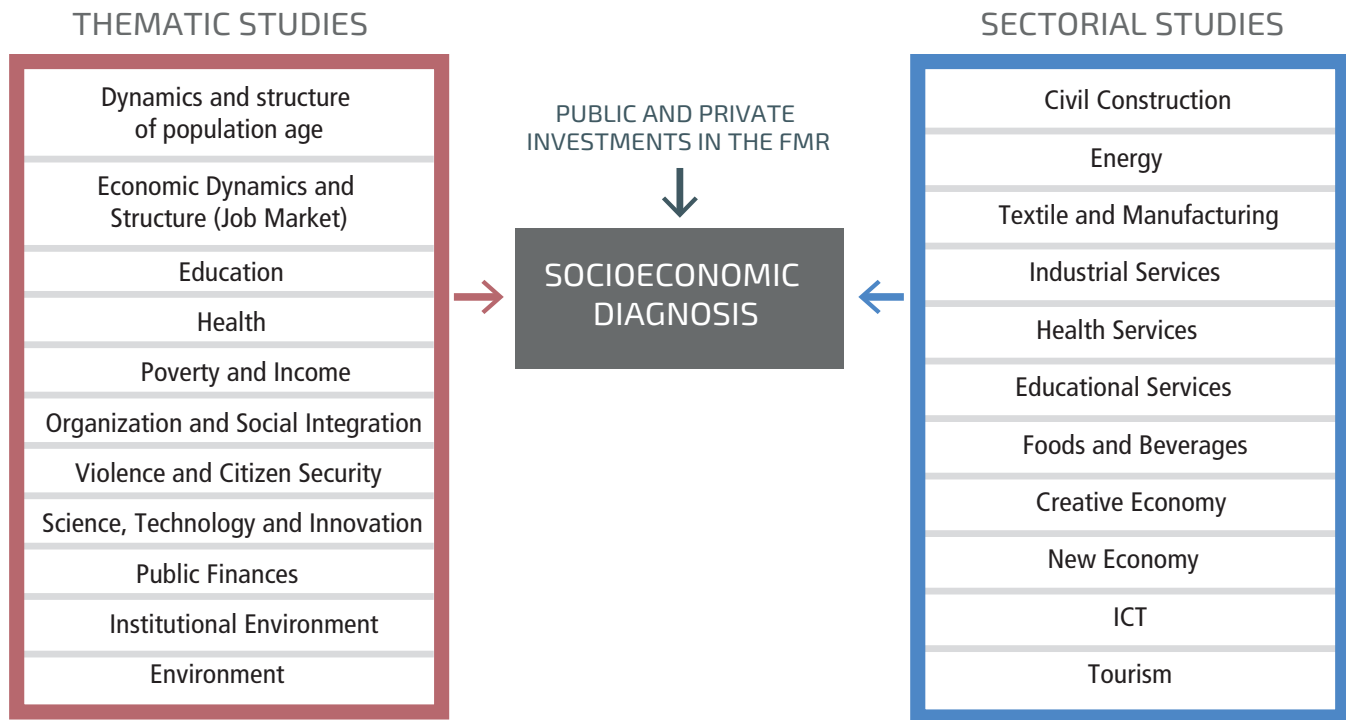 THEMATIC STUDIES
Dynamics and structure
of population age
Economic Dynamics and
Structure (Job Market)
Education
Health
Poverty and Income
Organization and Social Integration
Violence and Citizen Security
Science, Technology and Innovation
Public Finances
Institutional Environment
Environment
PUBLIC AND PRIVATE
INVESTMENTS IN THE FMR
SOCIOECONOMIC
DIAGNOSIS
SECTORIAL STUDIES
Civil Construction
Energy
Textile and Manufacturing
Industrial Services
Health Services
Educational Services
Foods and Beverages
Creative Economy
New Economy
ICT
Tourism